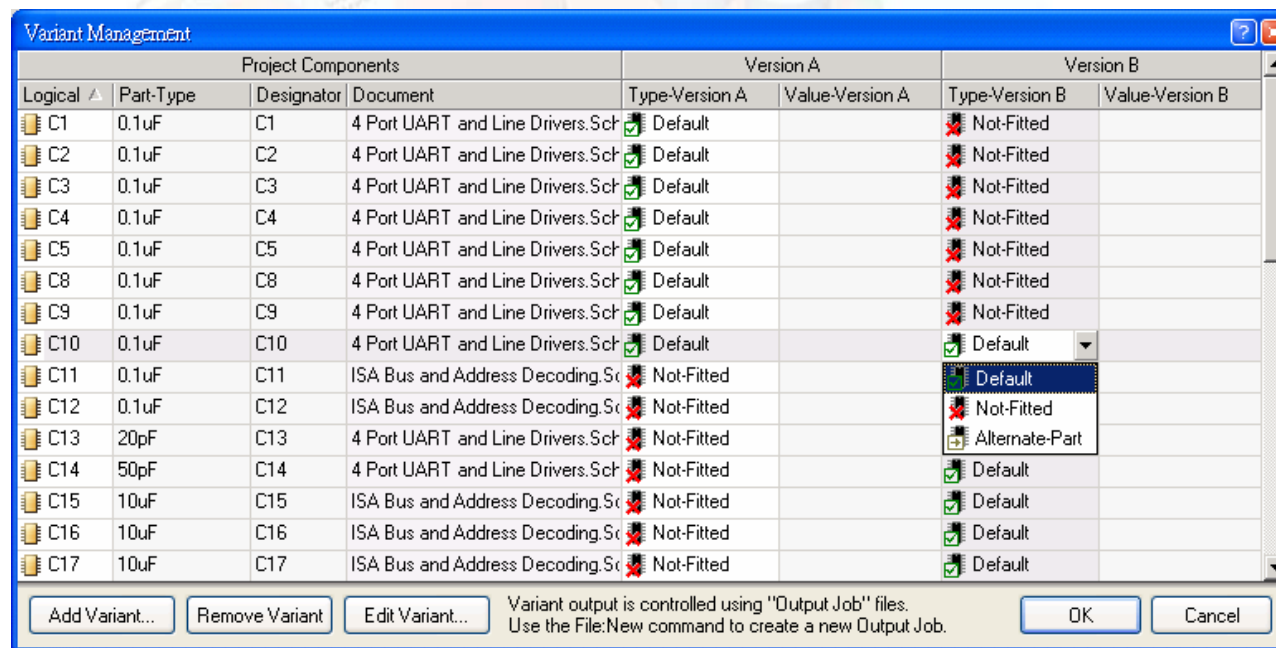 Variant Management
Project Components Version A Version B
Logical Part-Type Designator Document Type-Version A Value-Version A Type-Version B Value-Version B
C1 0.1uF C1 4 Port UART and Line Drivers.Sch Default Not-Fitted
C2 0.1uF C2 4 Port UART and Line Drivers.Sch Default Not-Fitted
C3 0.1uF C3 4 Port UART and Line Drivers.Sch Default Not-Fitted
C4 0.1uF C4 4 Port UART and Line Drivers.Sch Default Not-Fitted
C5 0.1uF C5 4 Port UART and Line Drivers.Sch Default Not-Fitted
C8 0.1uF C8 4 Port UART and Line Drivers.Sch Default Not-Fitted
C9 0.1uF C9 4 Port UART and Line Drivers.Sch Default Not-Fitted
C10 0.1uF C10 4 Port UART and Line Drivers.Sch Default Default
C11 0.1uF C11 ISA Bus and Address Decoding.Sc Not-Fitted Default
C12 0.1uF C12 ISA Bus and Address Decoding.Sc Not-Fitted Not-Fitted
C13 20pF C13 4 Port UART and Line Drivers.Sch Not-Fitted Alternate-Part
C14 50pF C14 4 Port UART and Line Drivers.Sch Not-Fitted Default
C15 10uF C15 ISA Bus and Address Decoding.Sc Not-Fitted Default
C16 10uF C16 ISA Bus and Address Decoding.Sc Not-Fitted Default
C17 10uF C17 ISA Bus and Address Decoding.Sc Not-Fitted Default
Add Variant... Remove Variant Edit Variant... Variant output is controlled using "Output Job" files. OK Cancel
Use the File:New command to create a new Output Job.